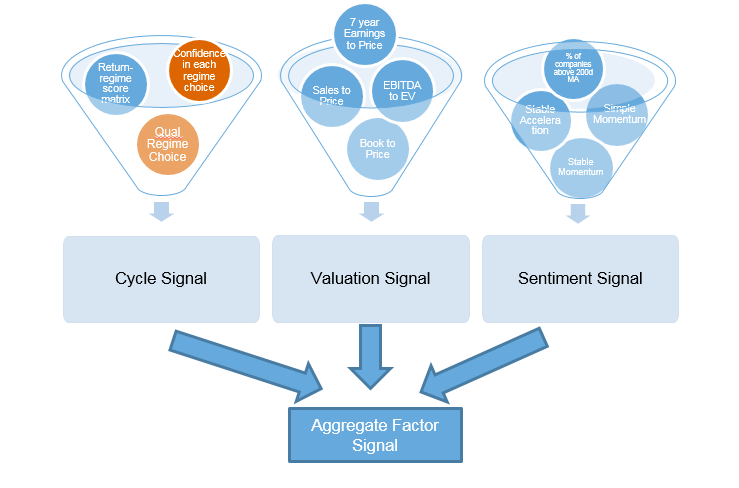 Return-
regime
score
matrix
Confidence
in each
regime
choice
Qual
Regime
Choice
7 year
Earnings
to Price
Sales to
Price
EBITDA
to EV
Book to
Price
% of
companies
above 200d
MA
Stable
Accelera
tion
Simple
Momentum
Stable
Momentum
Cycle Signal
Valuation Signal
Sentiment Signal
Aggregate Factor
Signal